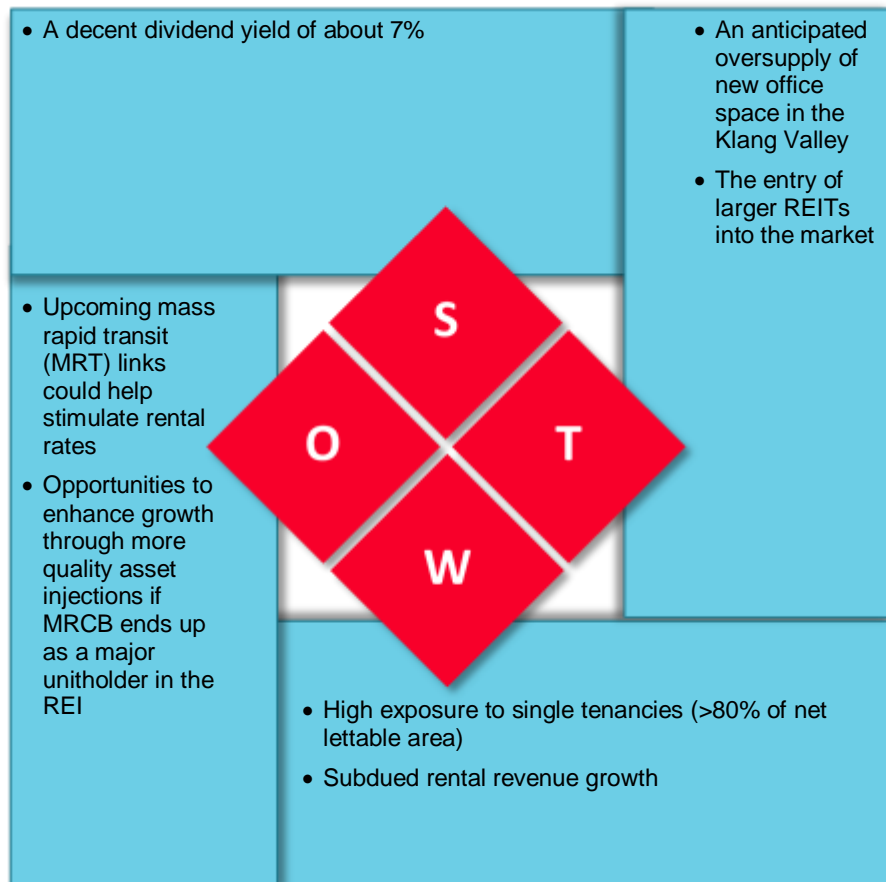 • A decent dividend yield of about 7%
• An anticipated
oversupply of
new office
space in the
Klang Valley
• The entry of
larger REITs
into the market
• Upcoming mass
rapid transit
(MRT) links
could help
stimulate rental
rates
• Opportunities to
enhance growth
through more
quality asset
injections if
MRCB ends up
as a major
unitholder in the
REI
S
O
T
W
• High exposure to single tenancies (>80% of net
lettable area)
• Subdued rental revenue growth